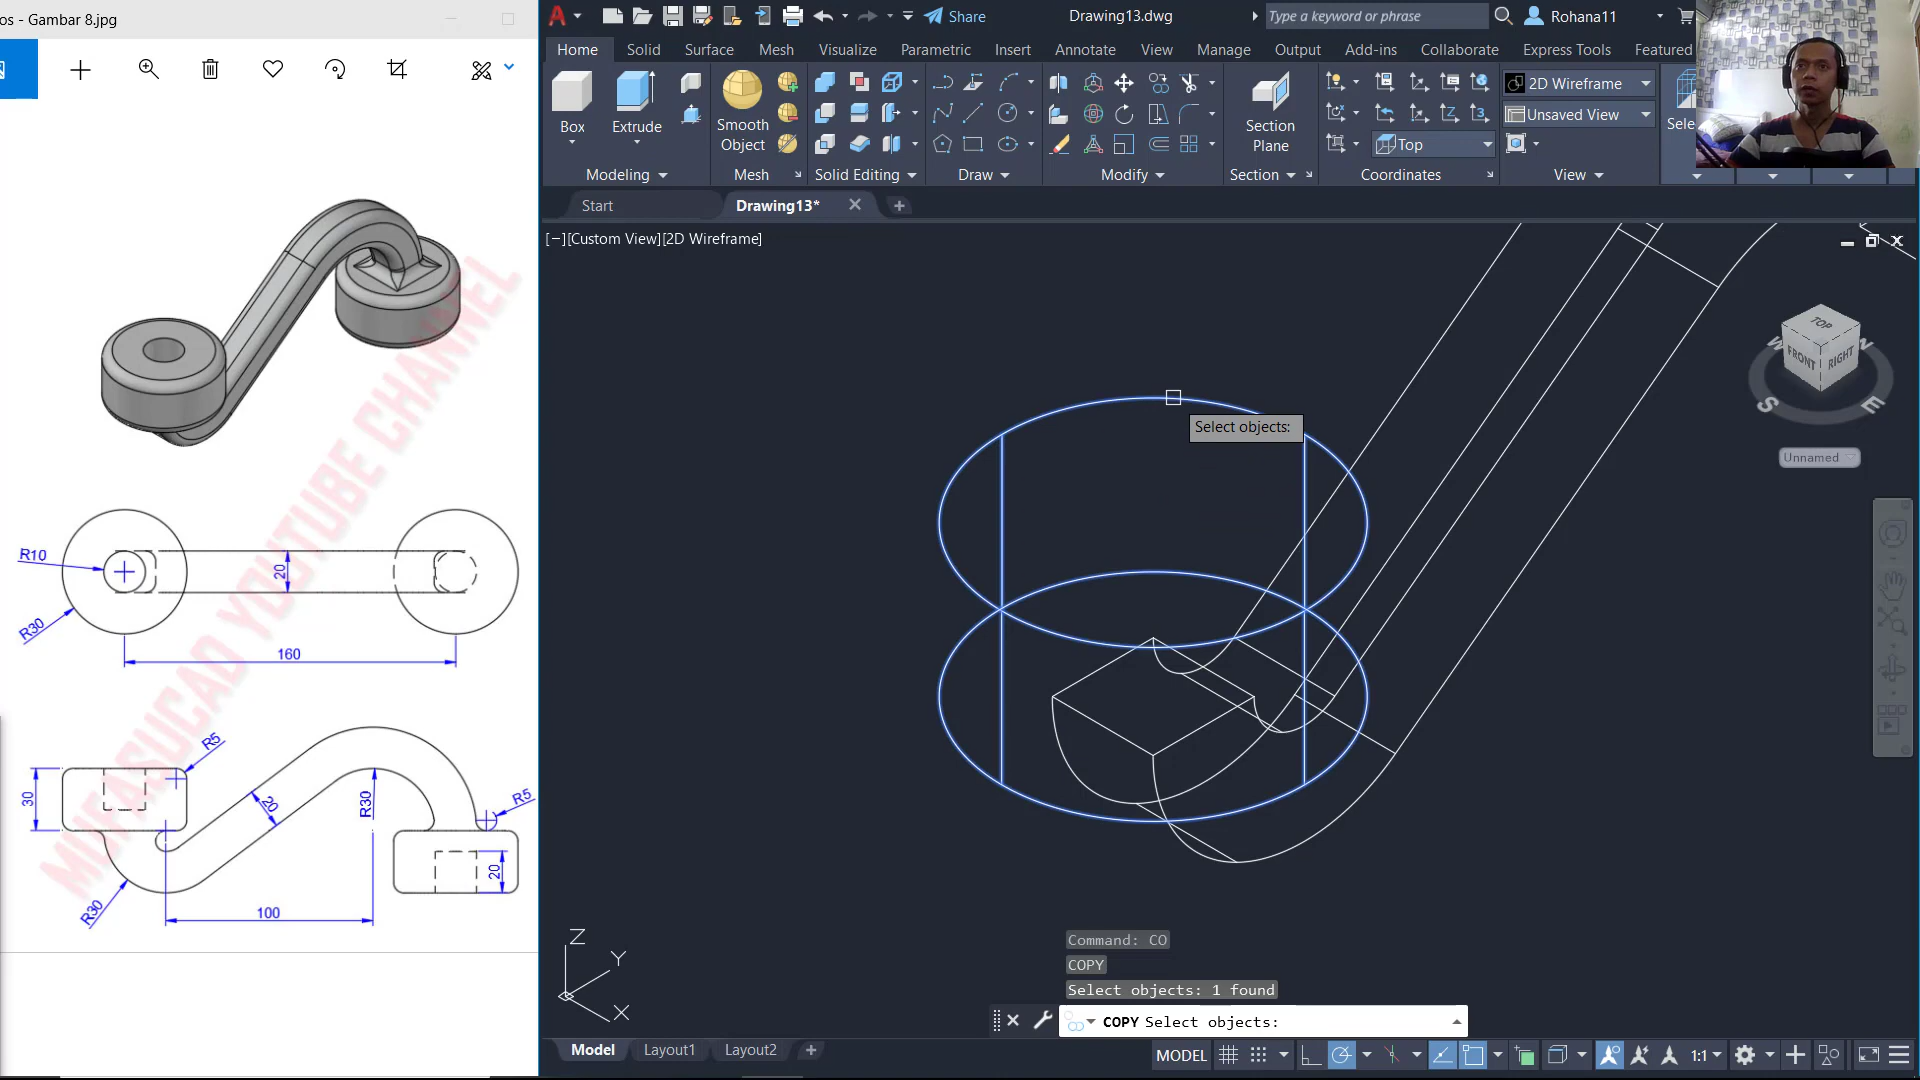 os - Gambar 8.jpg
R10
R30
20
160
MUFASUCAD YOUTUBE CHANNEL
R5
30
20
R30
R5
20
R30
100
Share
Drawing13.dwg
Type a keyword or phrase
Rohana11
Home
Solid
Surface
Mesh
Visualize
Parametric
Insert
Annotate
View
Manage
Output
Add-ins
Collaborate
Express Tools
Featured
Box
Extrude
Smooth
Object
Section
Plane
Top
2D Wireframe
Unsaved View
Sele
Modeling
Mesh
Solid Editing
Draw
Modify
Section
Coordinates
View
Start
Drawing13*
[−][Custom View][2D Wireframe]
TOP
FRONT
RIGHT
W
N
S
E
Unnamed
Select objects:
Z
Y
X
Command: CO
COPY
Select objects: 1 found
COPY Select objects:
Model
Layout1
Layout2
MODEL
1:1